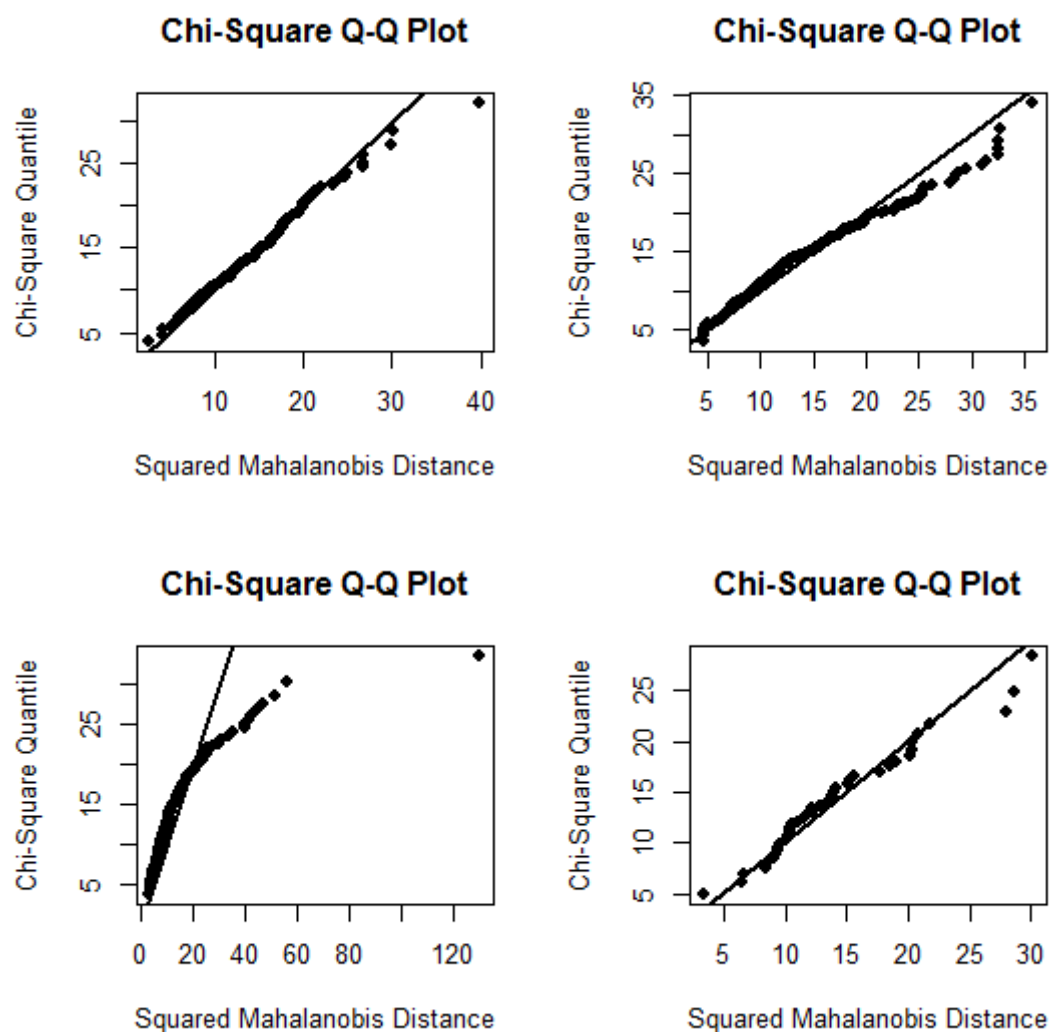 Chi-Square Q-Q Plot
Chi-Square Quantile
5 15 25
10 20 30 40
Squared Mahalanobis Distance
Chi-Square Q-Q Plot
Chi-Square Quantile
5 15 25 35
5 10 15 20 25 30 35
Squared Mahalanobis Distance
Chi-Square Q-Q Plot
Chi-Square Quantile
5 15 25
0 20 40 60 80 120
Squared Mahalanobis Distance
Chi-Square Q-Q Plot
Chi-Square Quantile
5 10 15 20 25
5 10 15 20 25 30
Squared Mahalanobis Distance